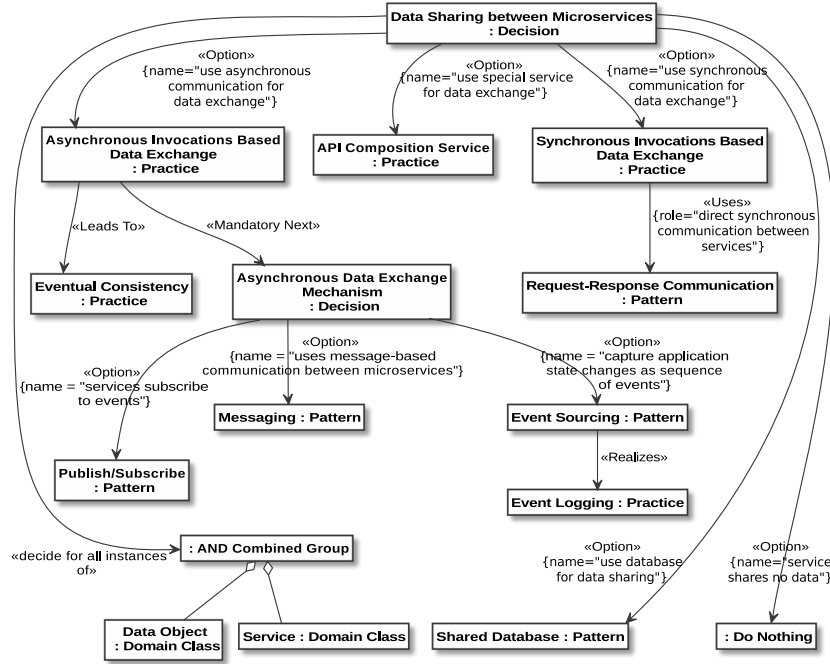 Data Sharing between Microservices
: Decision
«Option»
{name="use asynchronous
communication for
data exchange"}
«Option»
{name="use special service
for data exchange"}
«Option»
{name="use synchronous
communication for
data exchange"}
Asynchronous Invocations Based
Data Exchange
: Practice
API Composition Service
: Practice
Synchronous Invocations Based
Data Exchange
: Practice
«Leads To»
«Mandatory Next»
«Uses»
{role="direct synchronous
communication between
services"}
Eventual Consistency
: Practice
Asynchronous Data Exchange
Mechanism
: Decision
Request-Response Communication
: Pattern
«Option»
{name = "services subscribe
to events"}
«Option»
{name = "uses message-based
communication between microservices"}
«Option»
{name = "capture application
state changes as sequence
of events"}
Messaging : Pattern
Event Sourcing : Pattern
Publish/Subscribe
: Pattern
«Realizes»
Event Logging : Practice
«decide for all instances
of»
: AND Combined Group
«Option»
{name="use database
for data sharing"}
«Option»
{name="service
shares no data"}
Data Object
: Domain Class
Service : Domain Class
Shared Database : Pattern
: Do Nothing